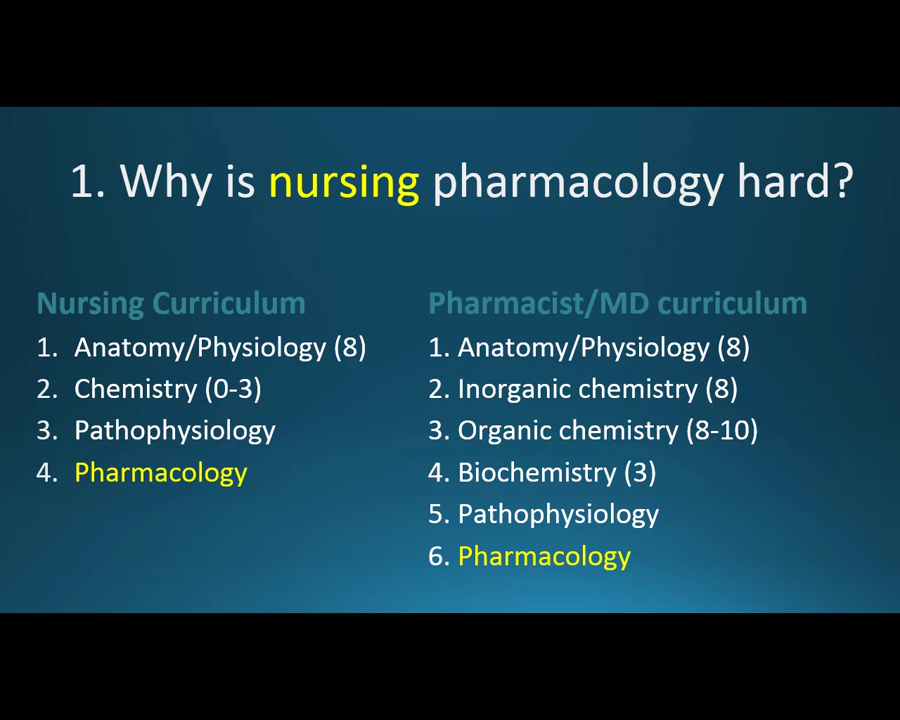 1. Why is nursing pharmacology hard?
Nursing Curriculum
1. Anatomy/Physiology (8)
2. Chemistry (0-3)
3. Pathophysiology
4. Pharmacology
Pharmacist/MD curriculum
1. Anatomy/Physiology (8)
2. Inorganic chemistry (8)
3. Organic chemistry (8-10)
4. Biochemistry (3)
5. Pathophysiology
6. Pharmacology